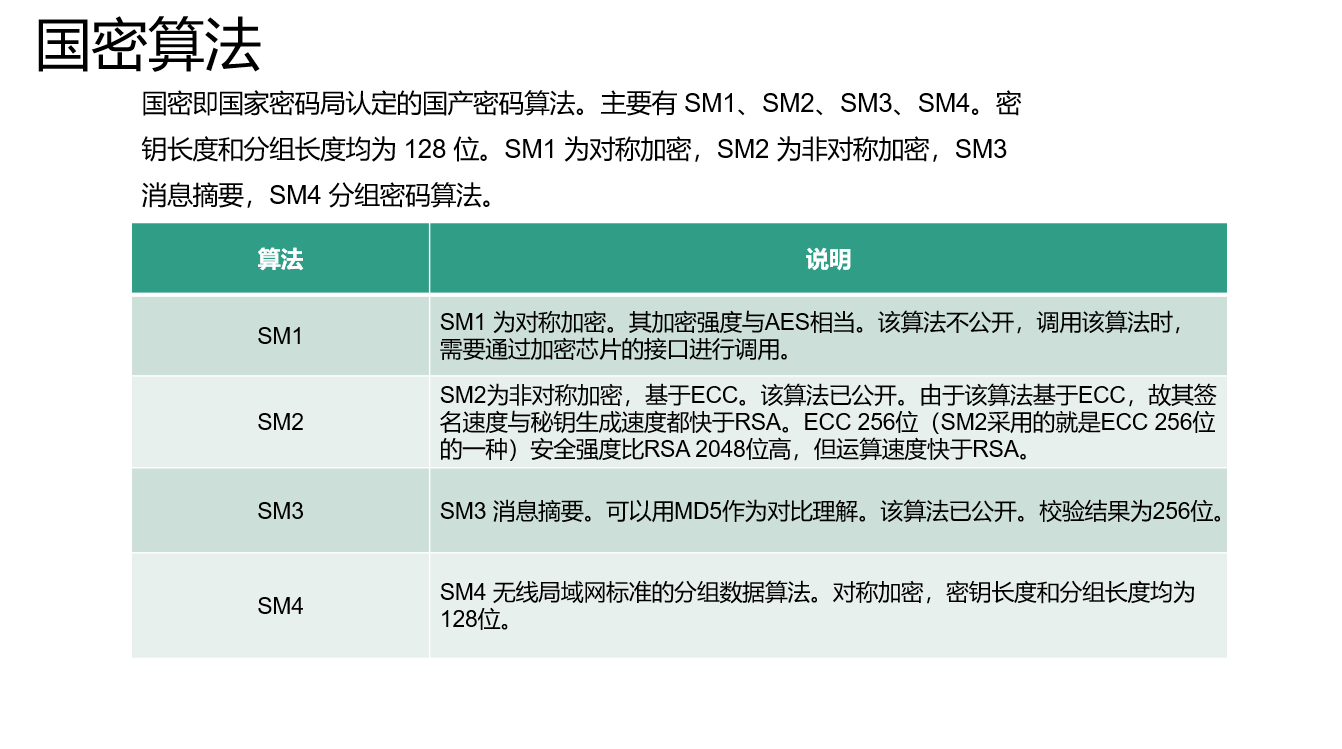 国密算法
国密即国家密码局认定的国产密码算法。主要有 SM1、SM2、SM3、SM4。密
钥长度和分组长度均为 128 位。SM1 为对称加密，SM2 为非对称加密，SM3
消息摘要，SM4 分组密码算法。
算法 说明
SM1
SM1 为对称加密。其加密强度与AES相当。该算法不公开，调用该算法时，
需要通过加密芯片的接口进行调用。
SM2
SM2为非对称加密，基于ECC。该算法已公开。由于该算法基于ECC，故其签
名速度与秘钥生成速度都快于RSA。ECC 256位（SM2采用的就是ECC 256位
的一种）安全强度比RSA 2048位高，但运算速度快于RSA。
SM3
SM3 消息摘要。可以用MD5作为对比理解。该算法已公开。校验结果为256位。
SM4
SM4 无线局域网标准的分组数据算法。对称加密，密钥长度和分组长度均为
128位。